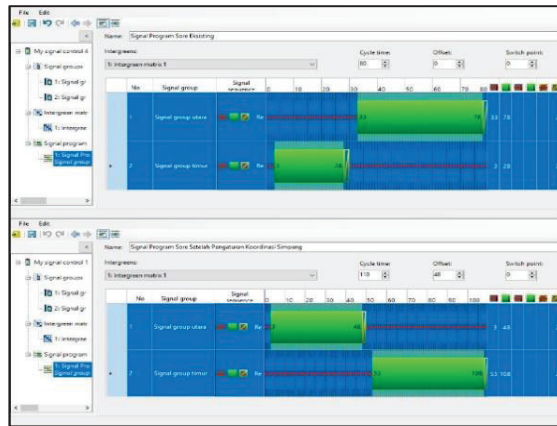 File Edit
Name: Signal Program Sore Eksisting
My signal control 4
Signal groups
1: Signal gr
2: Signal gr
Intergreen matr
1: Intergree
Signal program
1: Signal Pro
Signal group
Intergreens:
1: Intergreen matrix 1
Cycle time:
80
Offset:
0
Switch point:
0
No Signal group Signal sequence 0 10 20 30 40 50 60 70 80
1 Signal group utara Re 33 78 33 78
2 Signal group timur Re 3 28 3 28
File Edit
Name: Signal Program Sore Setelah Pengaturan Koordinasi Simpang
My signal control 1
Signal groups
1: Signal gr
2: Signal gr
Intergreen matr
1: Intergree
Signal program
1: Signal Pro
Signal group
Intergreens:
1: Intergreen matrix 1
Cycle time:
110
Offset:
48
Switch point:
0
No Signal group Signal sequence 0 10 20 30 40 50 60 70 80 90 100
1 Signal group utara Re 3 48 3 48
2 Signal group timur Re 53 108 53 108